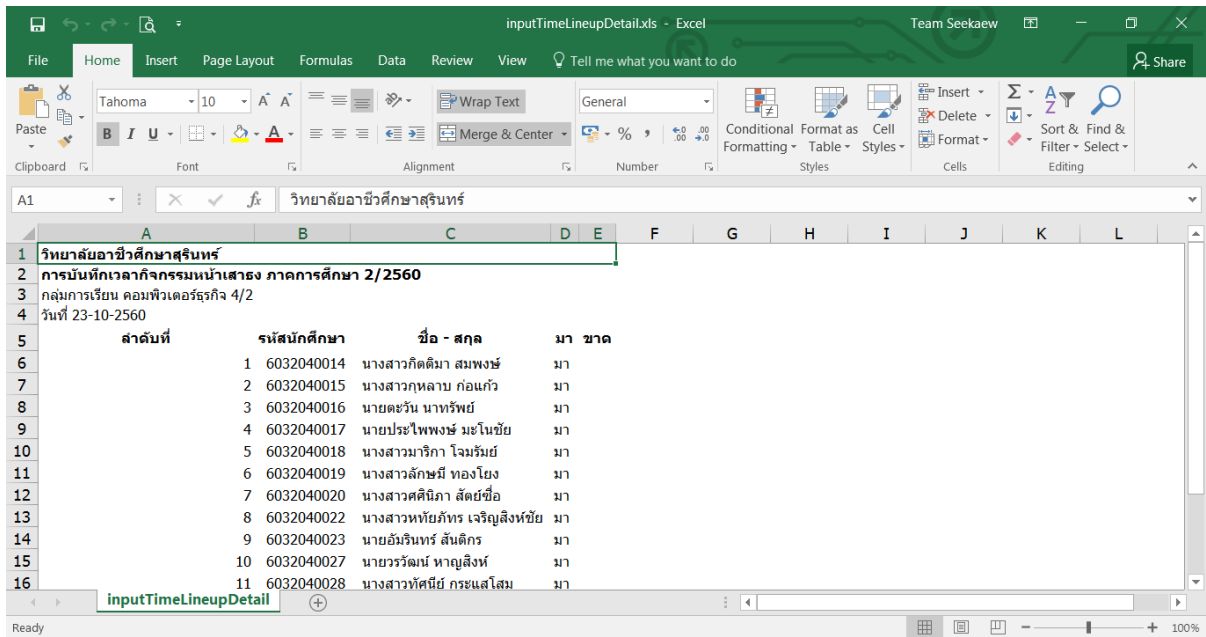 inputTimeLineupDetail.xls - Excel
Team Seekaew
File Home Insert Page Layout Formulas Data Review View Tell me what you want to do Share
Tahoma 10 Wrap Text General Insert
Paste B I U Merge & Center % , Conditional Formatting Format as Table Cell Styles Delete Format Sort & Filter Find & Select
Clipboard Font Alignment Number Styles Cells Editing
A1 fx วิทยาลัยอาชีวศึกษาสุรินทร์
A B C D E F G H I J K L
1 วิทยาลัยอาชีวศึกษาสุรินทร์
2 การบันทึกเวลากิจกรรมหน้าเสาธง ภาคการศึกษา 2/2560
3 กลุ่มการเรียน คอมพิวเตอร์ธุรกิจ 4/2
4 วันที่ 23-10-2560
5 ลำดับที่ รหัสนักศึกษา ชื่อ - สกุล มา ขาด
6 1 6032040014 นางสาวกิตติมา สมพงษ์ มา
7 2 6032040015 นางสาวกุหลาบ ก่อแก้ว มา
8 3 6032040016 นายตะวัน นาทรัพย์ มา
9 4 6032040017 นายประไพพงษ์ มะโนชัย มา
10 5 6032040018 นางสาวมาริกา โจมรัมย์ มา
11 6 6032040019 นางสาวลักษมี ทองโยง มา
12 7 6032040020 นางสาวศศินิภา สัตย์ซื่อ มา
13 8 6032040022 นางสาวหทัยภัทร เจริญสิงห์ชัย มา
14 9 6032040023 นายอัมรินทร์ สันติกร มา
15 10 6032040027 นายวรวัฒน์ หาญสิงห์ มา
16 11 6032040028 นางสาวทัศนีย์ กระแสโสม มา
inputTimeLineupDetail
Ready 100%